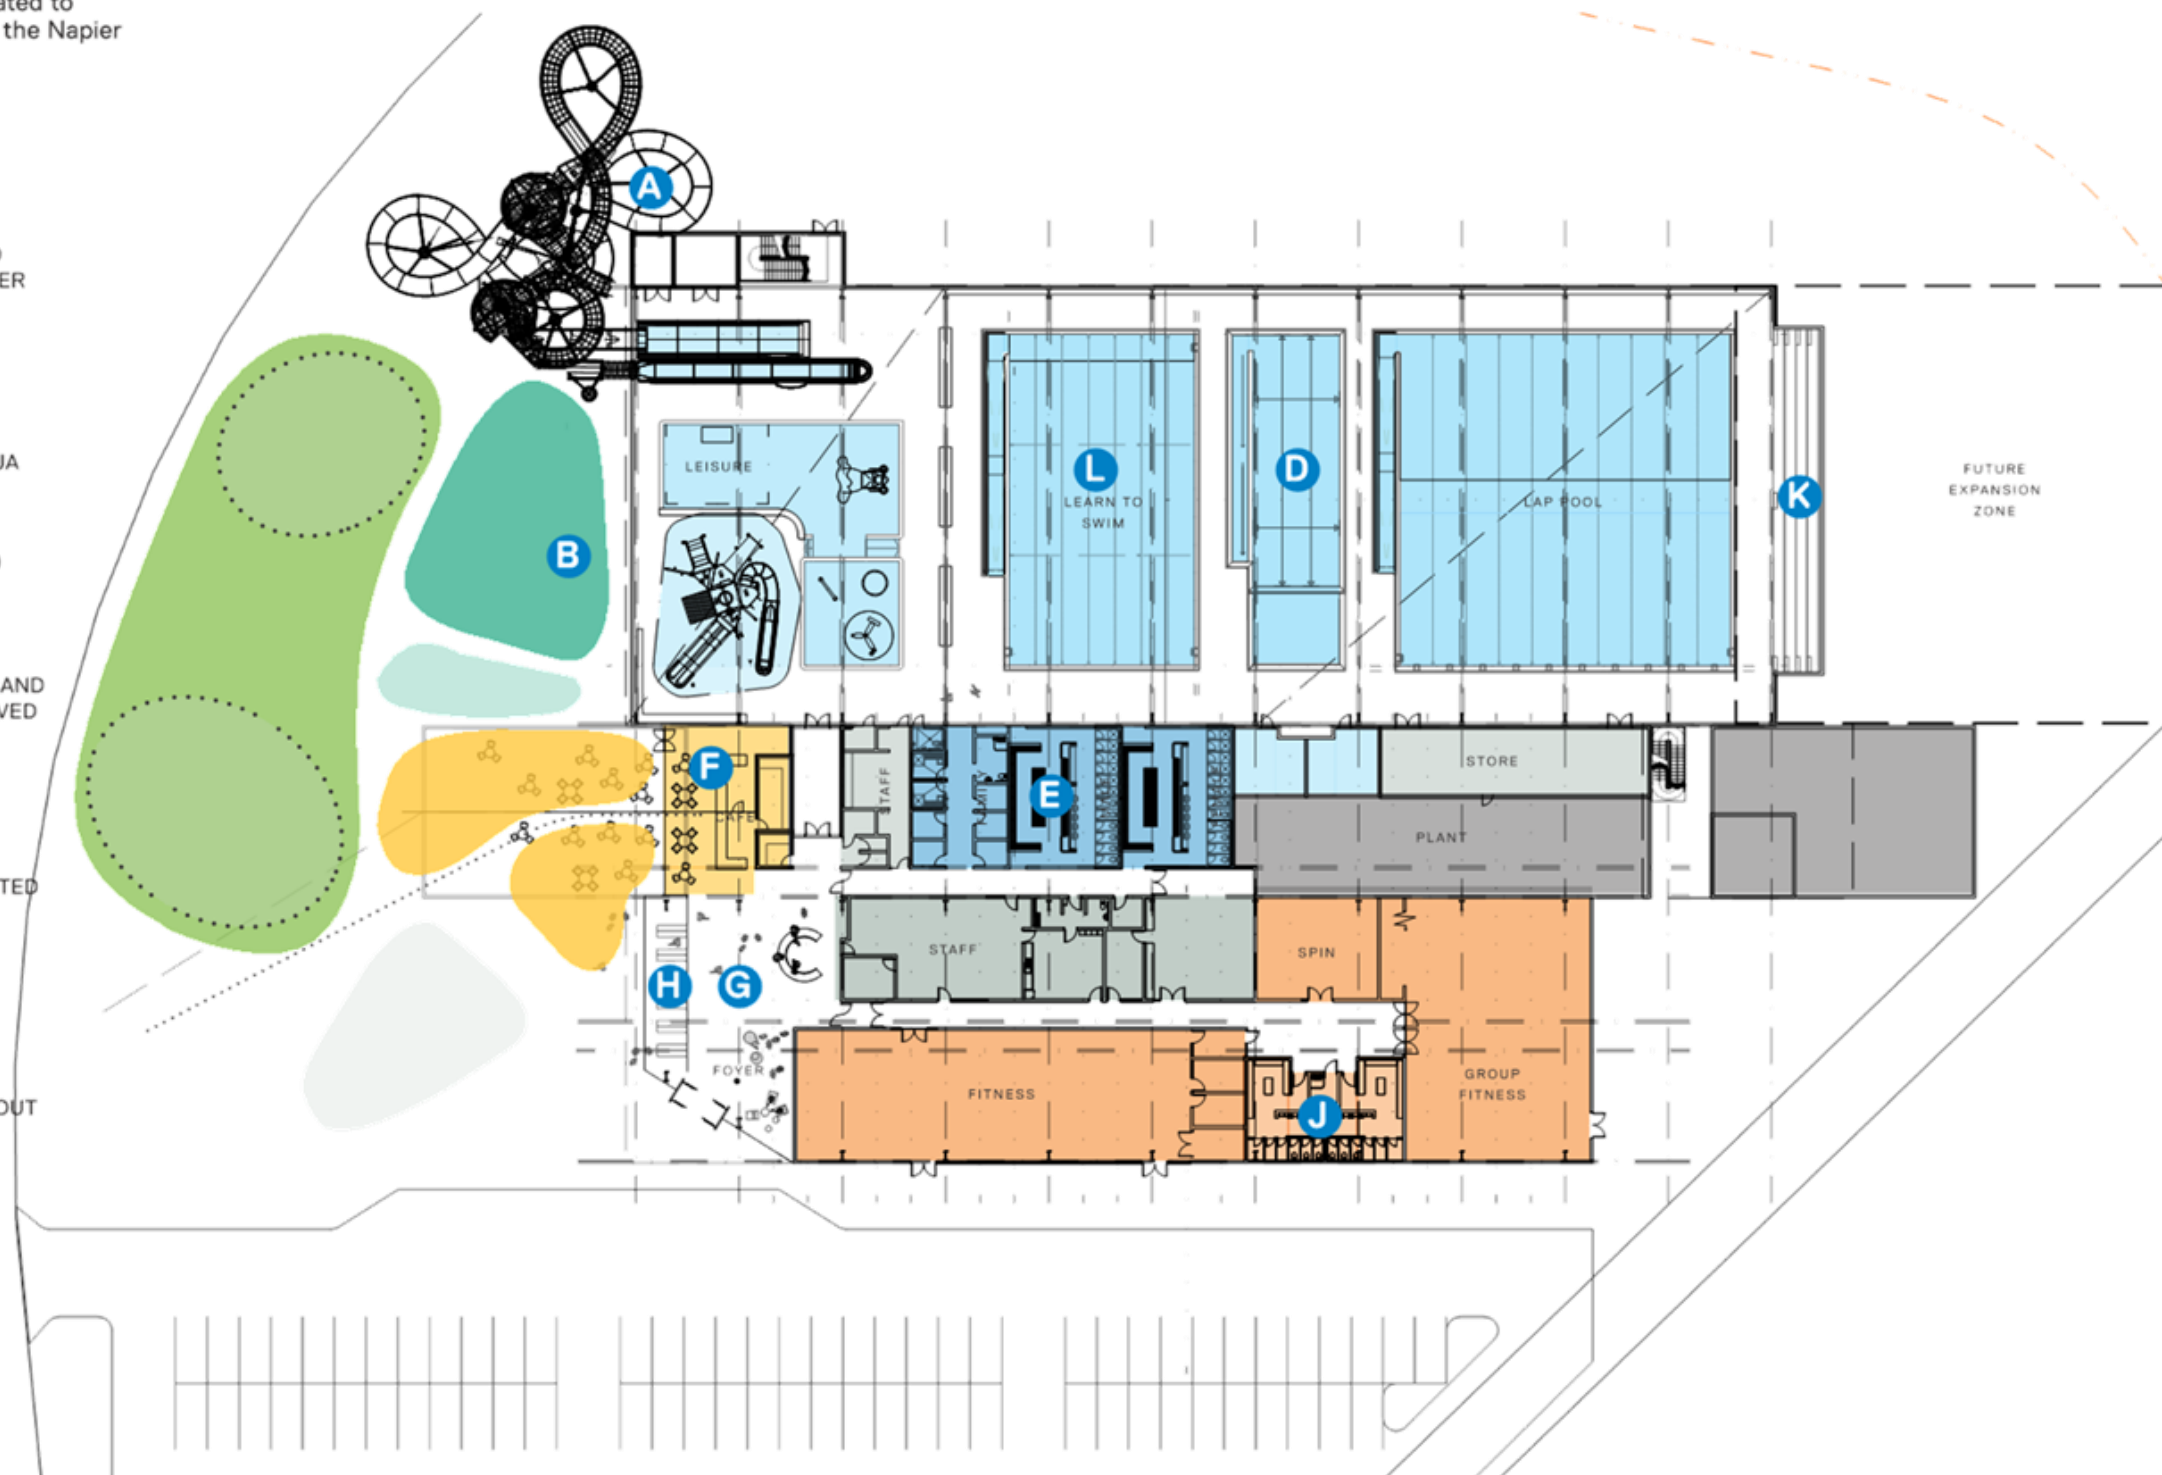 the Napier
A
ER
JA
LEISURE
L
LEARN TO
SWIM
D
LAP POOL
K
FUTURE
EXPANSION
ZONE
B
AND
VED
F
CAFE
STAFF
FAMILY
E
STORE
PLANT
TED
STAFF
SPIN
H
G
FOYER
FITNESS
J
GROUP
FITNESS
OUT